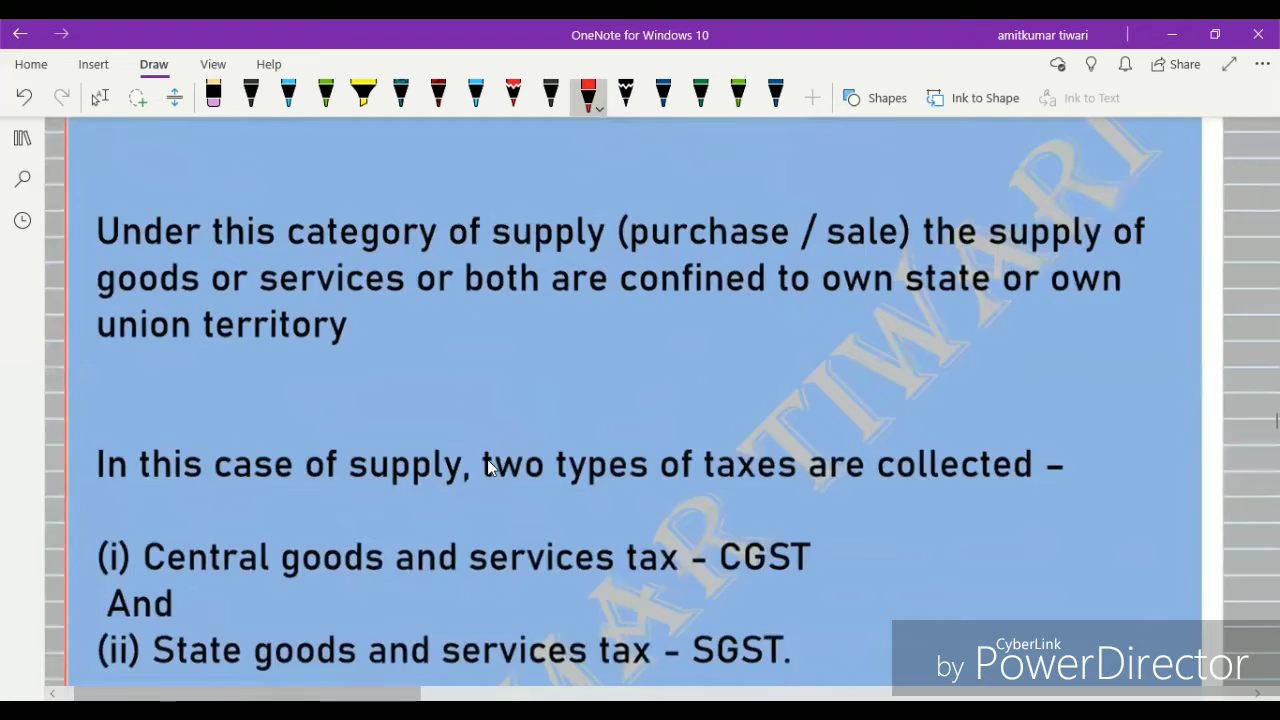 OneNote for Windows 10
amitkumar tiwari
Home Insert Draw View Help
Share
Shapes
Ink to Shape
Ink to Text
Under this category of supply (purchase / sale) the supply of
goods or services or both are confined to own state or own
union territory
In this case of supply, two types of taxes are collected –
(i) Central goods and services tax - CGST
And
(ii) State goods and services tax - SGST.
MAR TIWARI
CyberLink
by PowerDirector